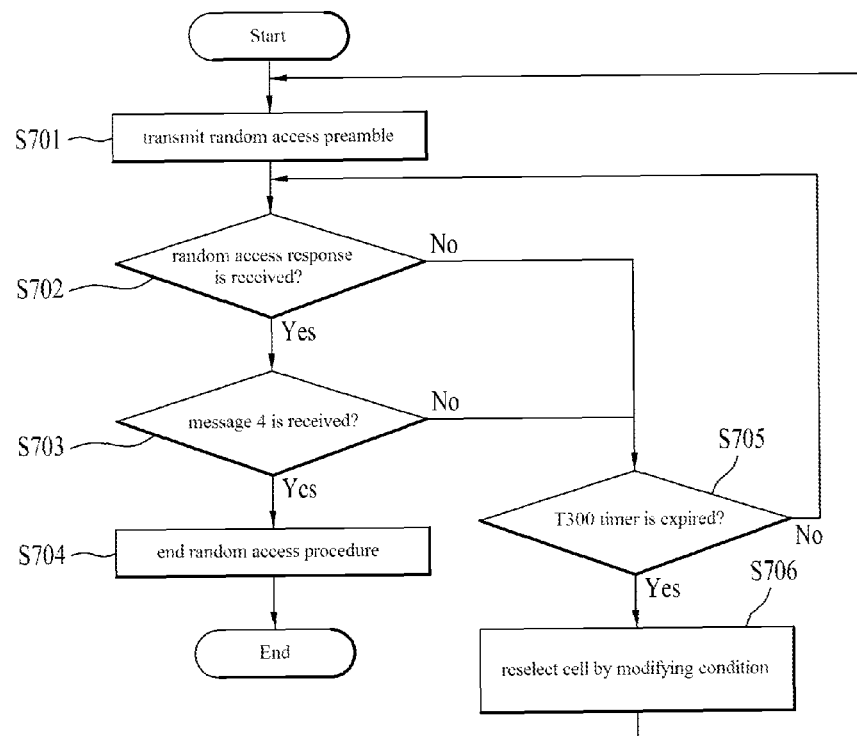 Start
S701
transmit random access preamble
random access response
is received?
No
S702
Yes
message 4 is received?
No
S703
Yes
S705
T300 timer is expired?
No
S704
end random access procedure
Yes
S706
End
reselect cell by modifying condition